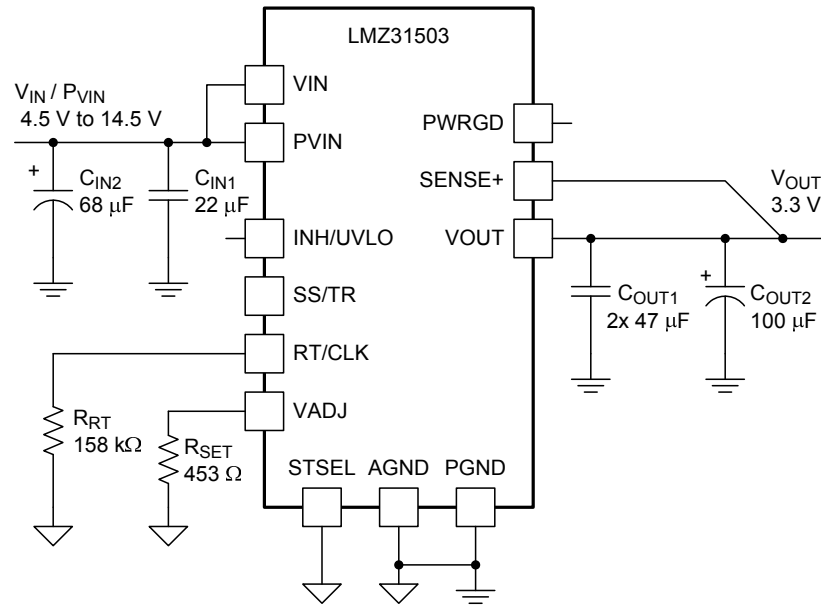 LMZ31503
VIN
V_IN / P_VIN
4.5 V to 14.5 V
PVIN
PWRGD
+
C_IN2
68 μF
C_IN1
22 μF
SENSE+
V_OUT
3.3 V
INH/UVLO
VOUT
SS/TR
C_OUT1
2x 47 μF
+
C_OUT2
100 μF
RT/CLK
R_RT
158 kΩ
VADJ
R_SET
453 Ω
STSEL AGND PGND